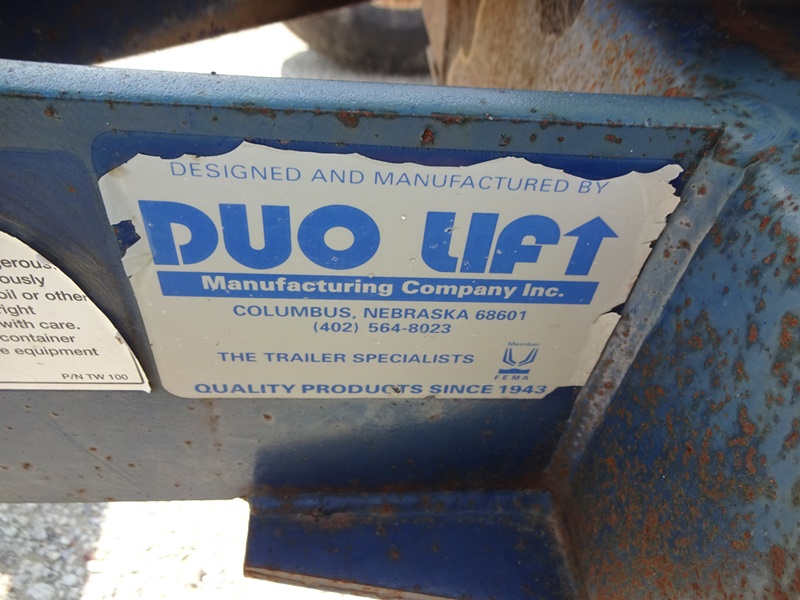 DESIGNED AND MANUFACTURED BY
DUO LIFT
Manufacturing Company Inc.
COLUMBUS, NEBRASKA 68601
(402) 564-8023
THE TRAILER SPECIALISTS
Member
FEMA
QUALITY PRODUCTS SINCE 1943
gerous.
ously
oil or other
ight
with care.
container
e equipment
P/N TW 100